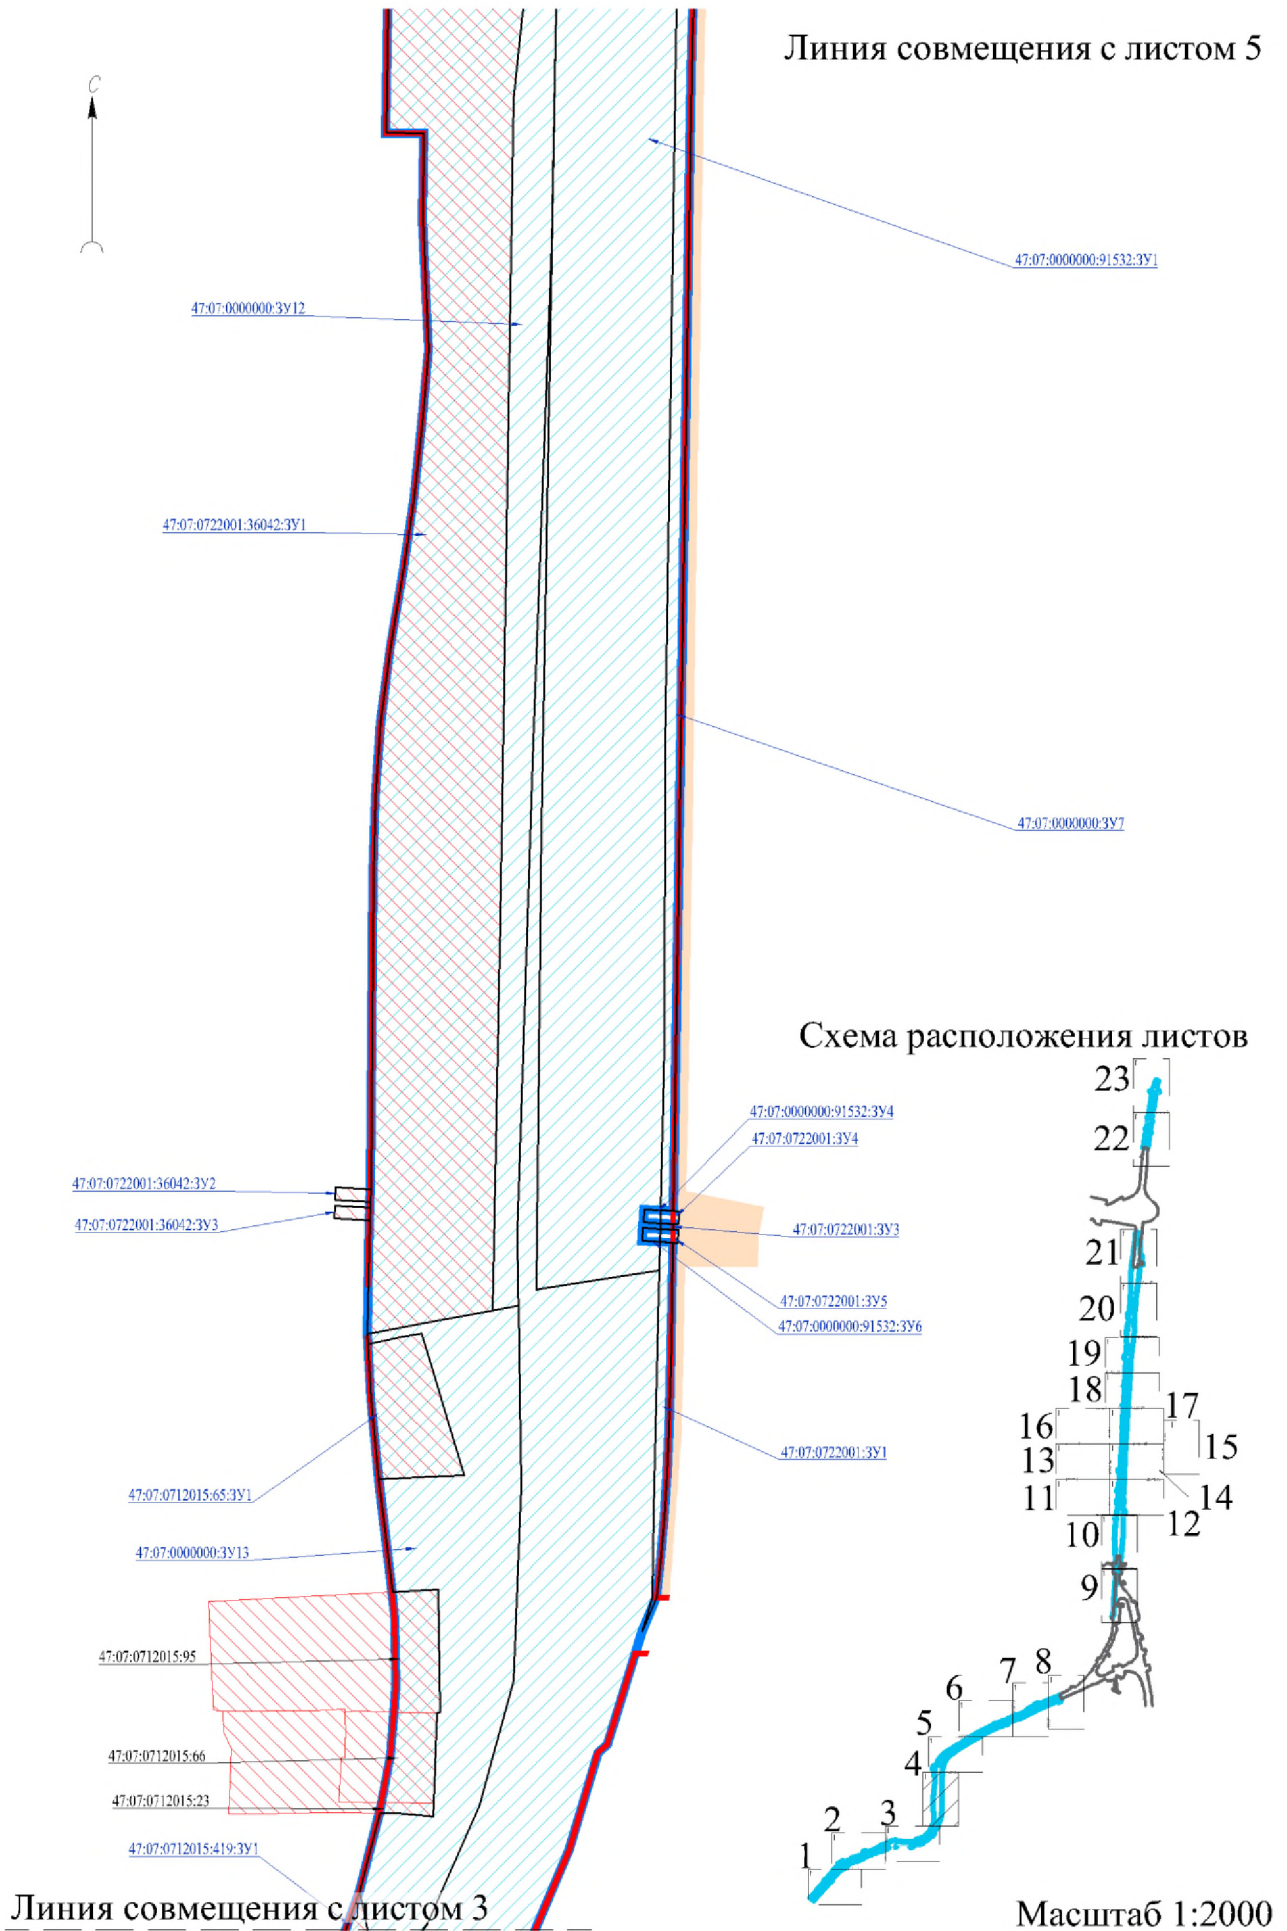 Линия совмещения с листом 5
С
47:07:0000000:91532:ЗУ1
47:07:0000000:ЗУ12
47:07:0722001:36042:ЗУ1
47:07:0000000:ЗУ7
Схема расположения листов
23
47:07:0000000:91532:ЗУ4
22
47:07:0722001:ЗУ4
47:07:0722001:36042:ЗУ2
47:07:0722001:36042:ЗУ3
47:07:0722001:ЗУ3
21
47:07:0722001:ЗУ5
20
47:07:0000000:91532:ЗУ6
19
18
17
16
15
47:07:0722001:ЗУ1
13
47:07:0712015:65:ЗУ1
11
14
12
10
47:07:0000000:ЗУ13
9
47:07:0712015:95
8
7
6
5
47:07:0712015:66
4
47:07:0712015:23
3
2
47:07:0712015:419:ЗУ1
1
Линия совмещения с листом 3
Масштаб 1:2000